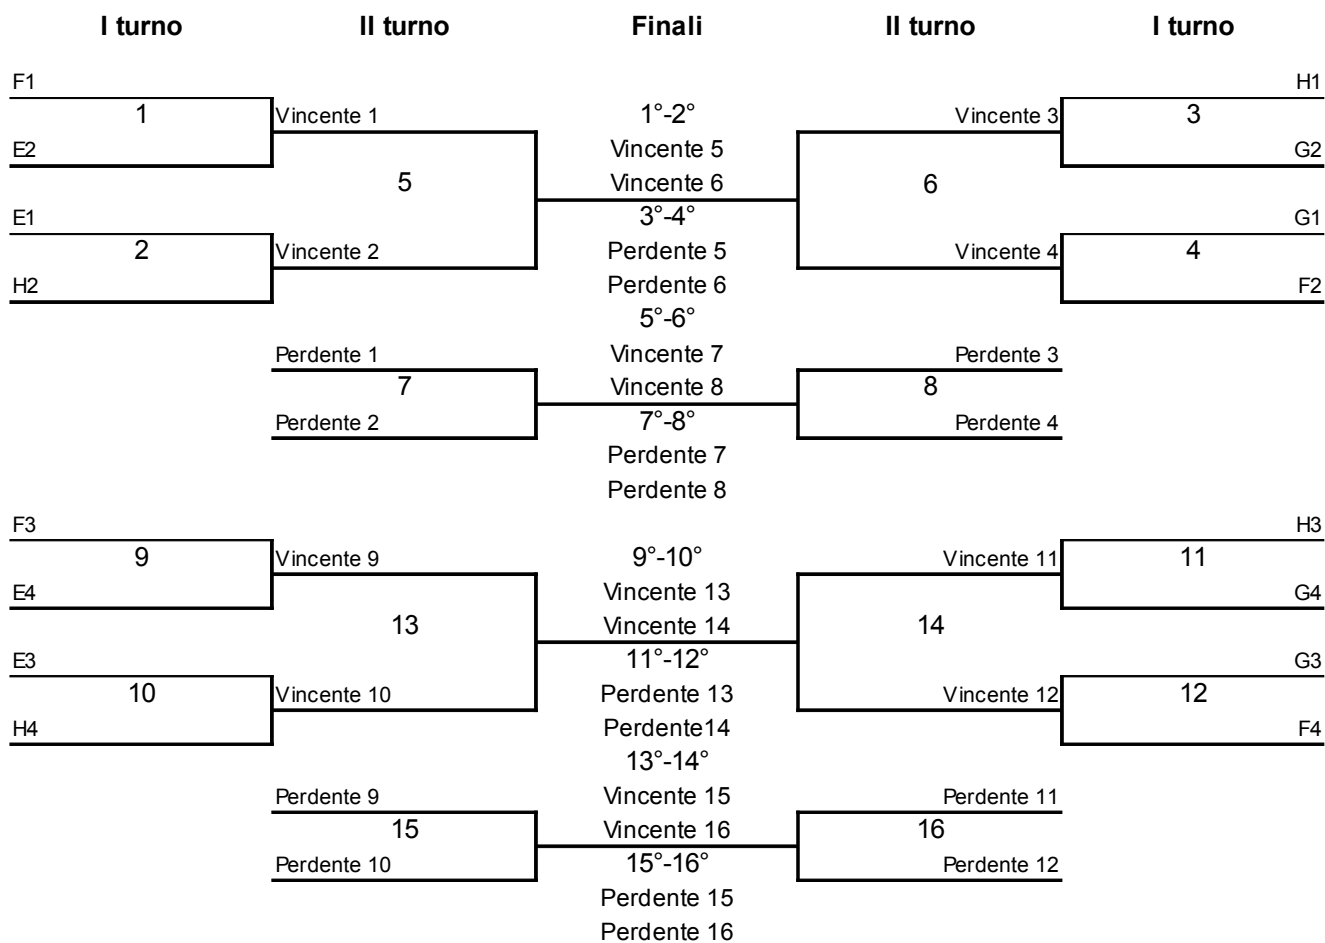 I turno II turno Finali II turno I turno
F1 H1
1 Vincente 1 1°-2° Vincente 3 3
E2 Vincente 5 G2
5 Vincente 6 6
E1 3°-4° G1
2 Vincente 2 Perdente 5 Vincente 4 4
H2 Perdente 6 F2
5°-6°
Perdente 1 Vincente 7 Perdente 3
7 Vincente 8 8
Perdente 2 7°-8° Perdente 4
Perdente 7
Perdente 8
F3 H3
9 Vincente 9 9°-10° Vincente 11 11
E4 Vincente 13 G4
13 Vincente 14 14
E3 11°-12° G3
10 Vincente 10 Perdente 13 Vincente 12 12
H4 Perdente14 F4
13°-14°
Perdente 9 Vincente 15 Perdente 11
15 Vincente 16 16
Perdente 10 15°-16° Perdente 12
Perdente 15
Perdente 16